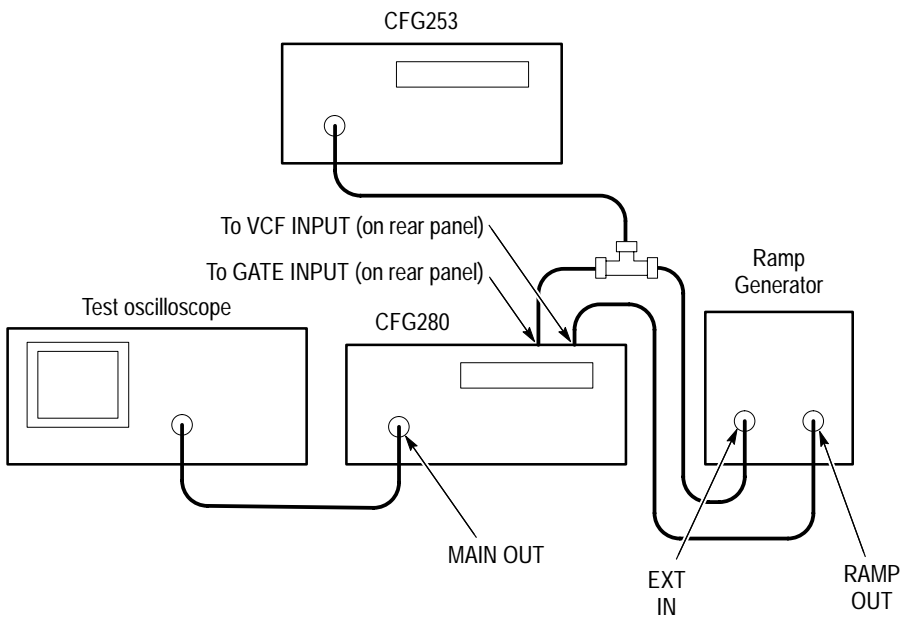 CFG253
To VCF INPUT (on rear panel)
To GATE INPUT (on rear panel)
Ramp
Generator
Test oscilloscope
CFG280
MAIN OUT
EXT
IN
RAMP
OUT